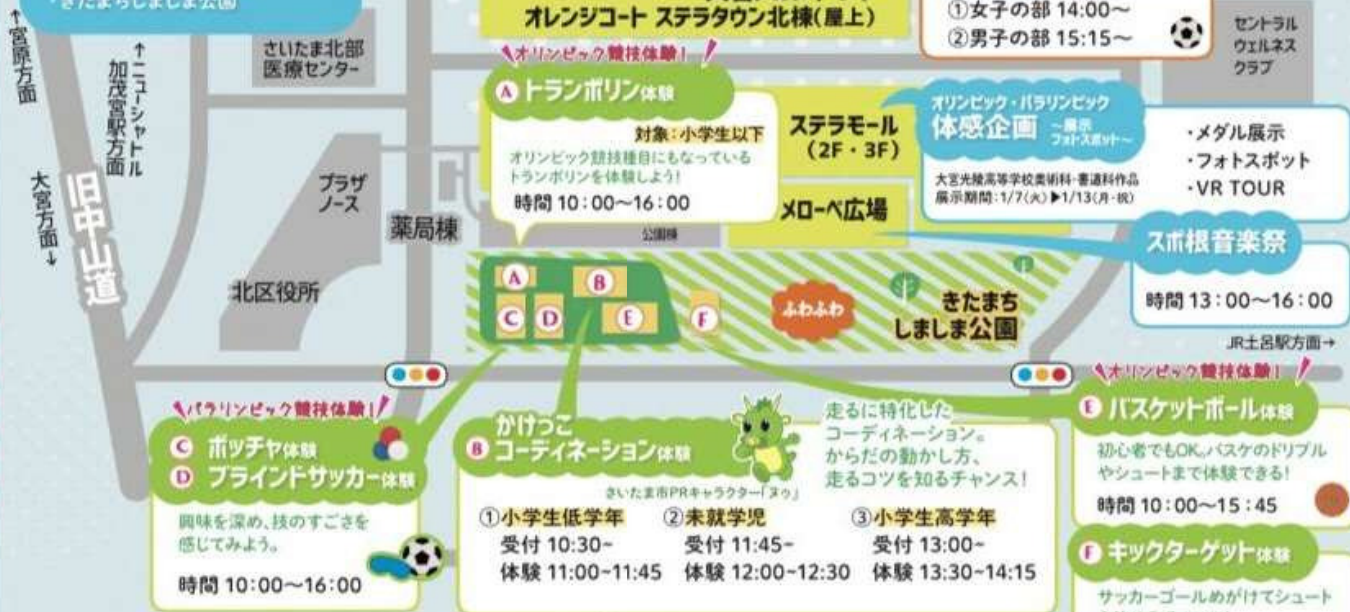 ・きたまちしましま公園
オレンジコート ステラタウン北棟(屋上)
①女子の部 14:00〜
②男子の部 15:15〜
セントラル
ウェルネス
クラブ
↑宮原方面
↑ニューシャトル
加茂宮駅方面
大宮方面↓
旧中山道
さいたま北部
医療センター
プラザ
ノース
北区役所
薬局棟
オリンピック競技体験!
A トランポリン体験
対象:小学生以下
オリンピック競技種目にもなっている
トランポリンを体験しよう!
時間 10:00〜16:00
ステラモール
(2F・3F)
メローペ広場
公園棟
オリンピック・パラリンピック
体感企画 〜展示
フォトスポット〜
大宮光陵高等学校美術科・書道科作品
展示期間:1/7(火)▶1/13(月・祝)
・メダル展示
・フォトスポット
・VR TOUR
スポ根音楽祭
時間 13:00〜16:00
A
B
C
D
E
F
ふわふわ
きたまち
しましま公園
JR土呂駅方面→
パラリンピック競技体験!
C ボッチャ体験
D ブラインドサッカー体験
興味を深め、技のすごさを
感じてみよう。
時間 10:00〜16:00
B かけっこ
コーディネーション体験
さいたま市PRキャラクター「ヌゥ」
走るに特化した
コーディネーション。
からだの動かし方、
走るコツを知るチャンス!
①小学生低学年
受付 10:30-
体験 11:00-11:45
②未就学児
受付 11:45-
体験 12:00-12:30
③小学生高学年
受付 13:00-
体験 13:30-14:15
オリンピック競技体験!
E バスケットボール体験
初心者でもOK。バスケのドリブル
やシュートまで体験できる!
時間 10:00〜15:45
F キックターゲット体験
サッカーゴールめがけてシュート